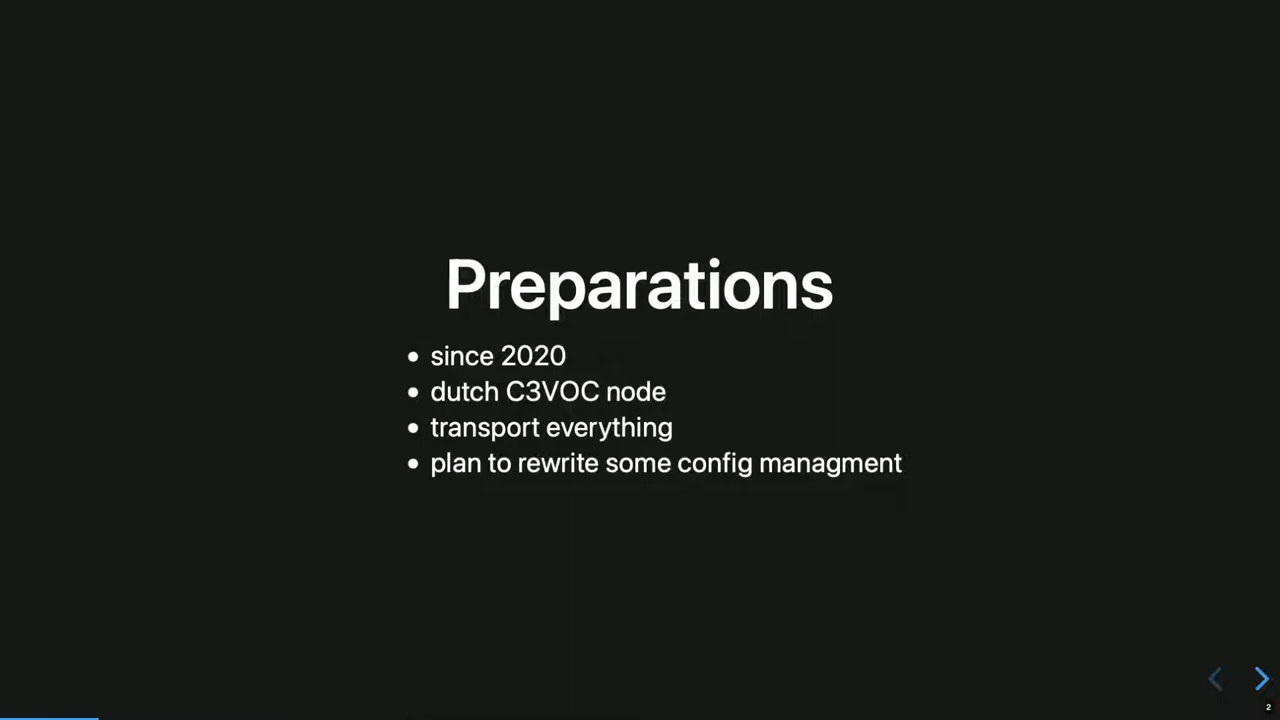 Preparations
since 2020
dutch C3VOC node
transport everything
plan to rewrite some config managment
2